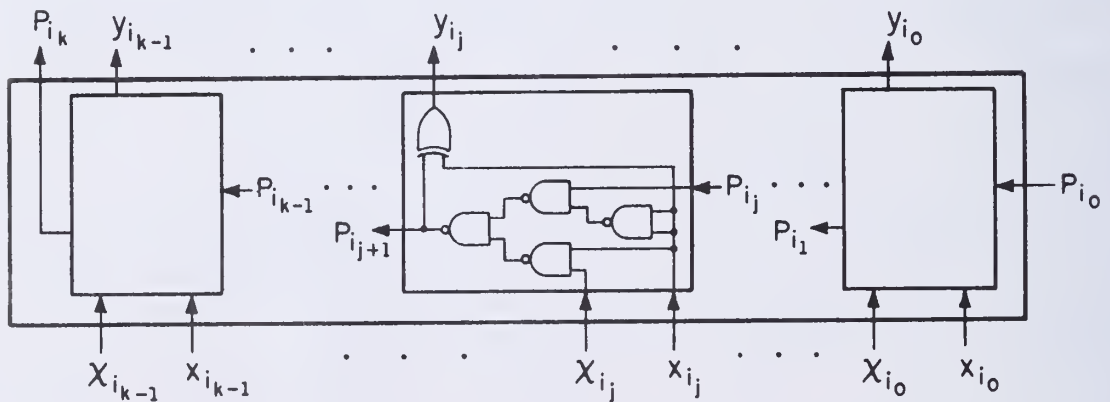 P_{i_k} y_{i_{k-1}} . . . y_{i_j} . . . y_{i_0}
P_{i_{k-1}} . . . P_{i_{j+1}} P_{i_j} . . . P_{i_1} P_{i_0}
χ_{i_{k-1}} x_{i_{k-1}} . . . χ_{i_j} x_{i_j} . . . χ_{i_0} x_{i_0}